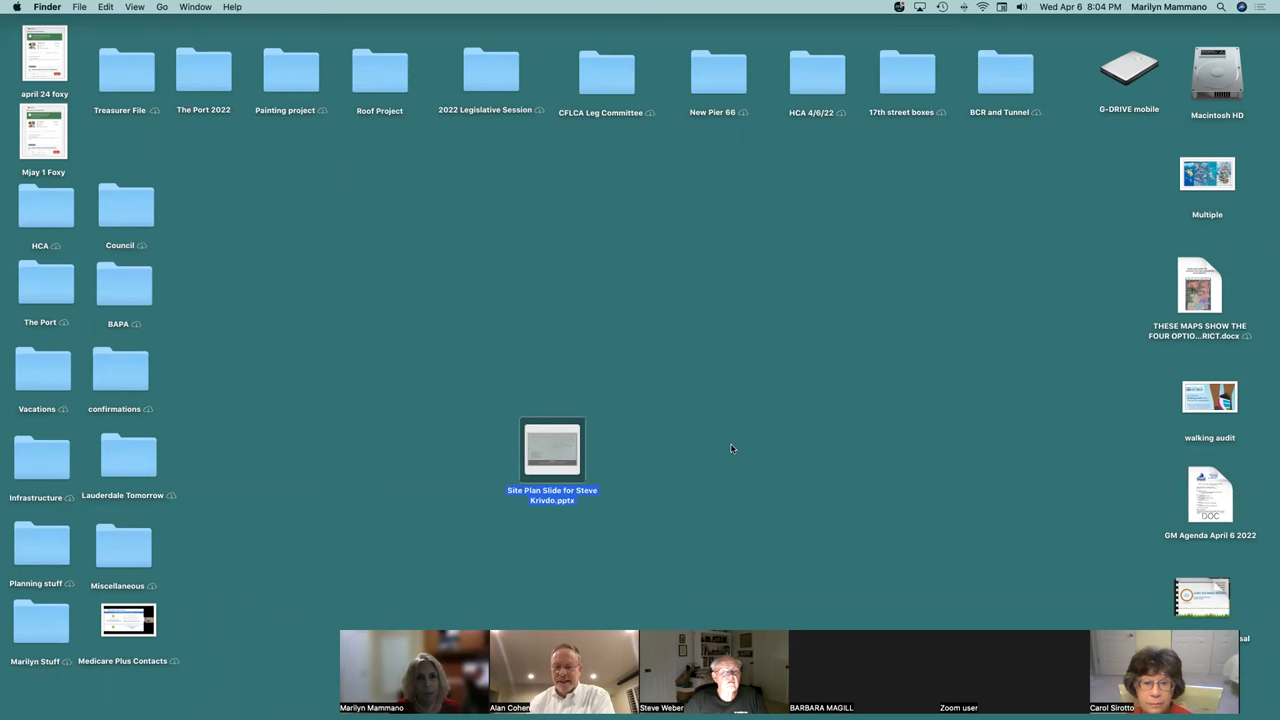 Finder File Edit View Go Window Help
Wed Apr 6 8:04 PM Marilyn Mammano
april 24 foxy
Treasurer File
The Port 2022
Painting project
Roof Project
2022 Legislative Session
CFLCA Leg Committee
New Pier 66
HCA 4/6/22
17th street boxes
BCR and Tunnel
G-DRIVE mobile
Macintosh HD
Mjay 1 Foxy
Multiple
HCA
Council
The Port
BAPA
THESE MAPS SHOW THE
FOUR OPTIO...RICT.docx
Vacations
confirmations
walking audit
Infrastructure
Lauderdale Tomorrow
Site Plan Slide for Steve
Krivdo.pptx
DOC
GM Agenda April 6 2022
Planning stuff
Miscellaneous
Marilyn Stuff
Medicare Plus Contacts
sal
Marilyn Mammano
Alan Cohen
Steve Weber
BARBARA MAGILL
Zoom user
Carol Sirotto